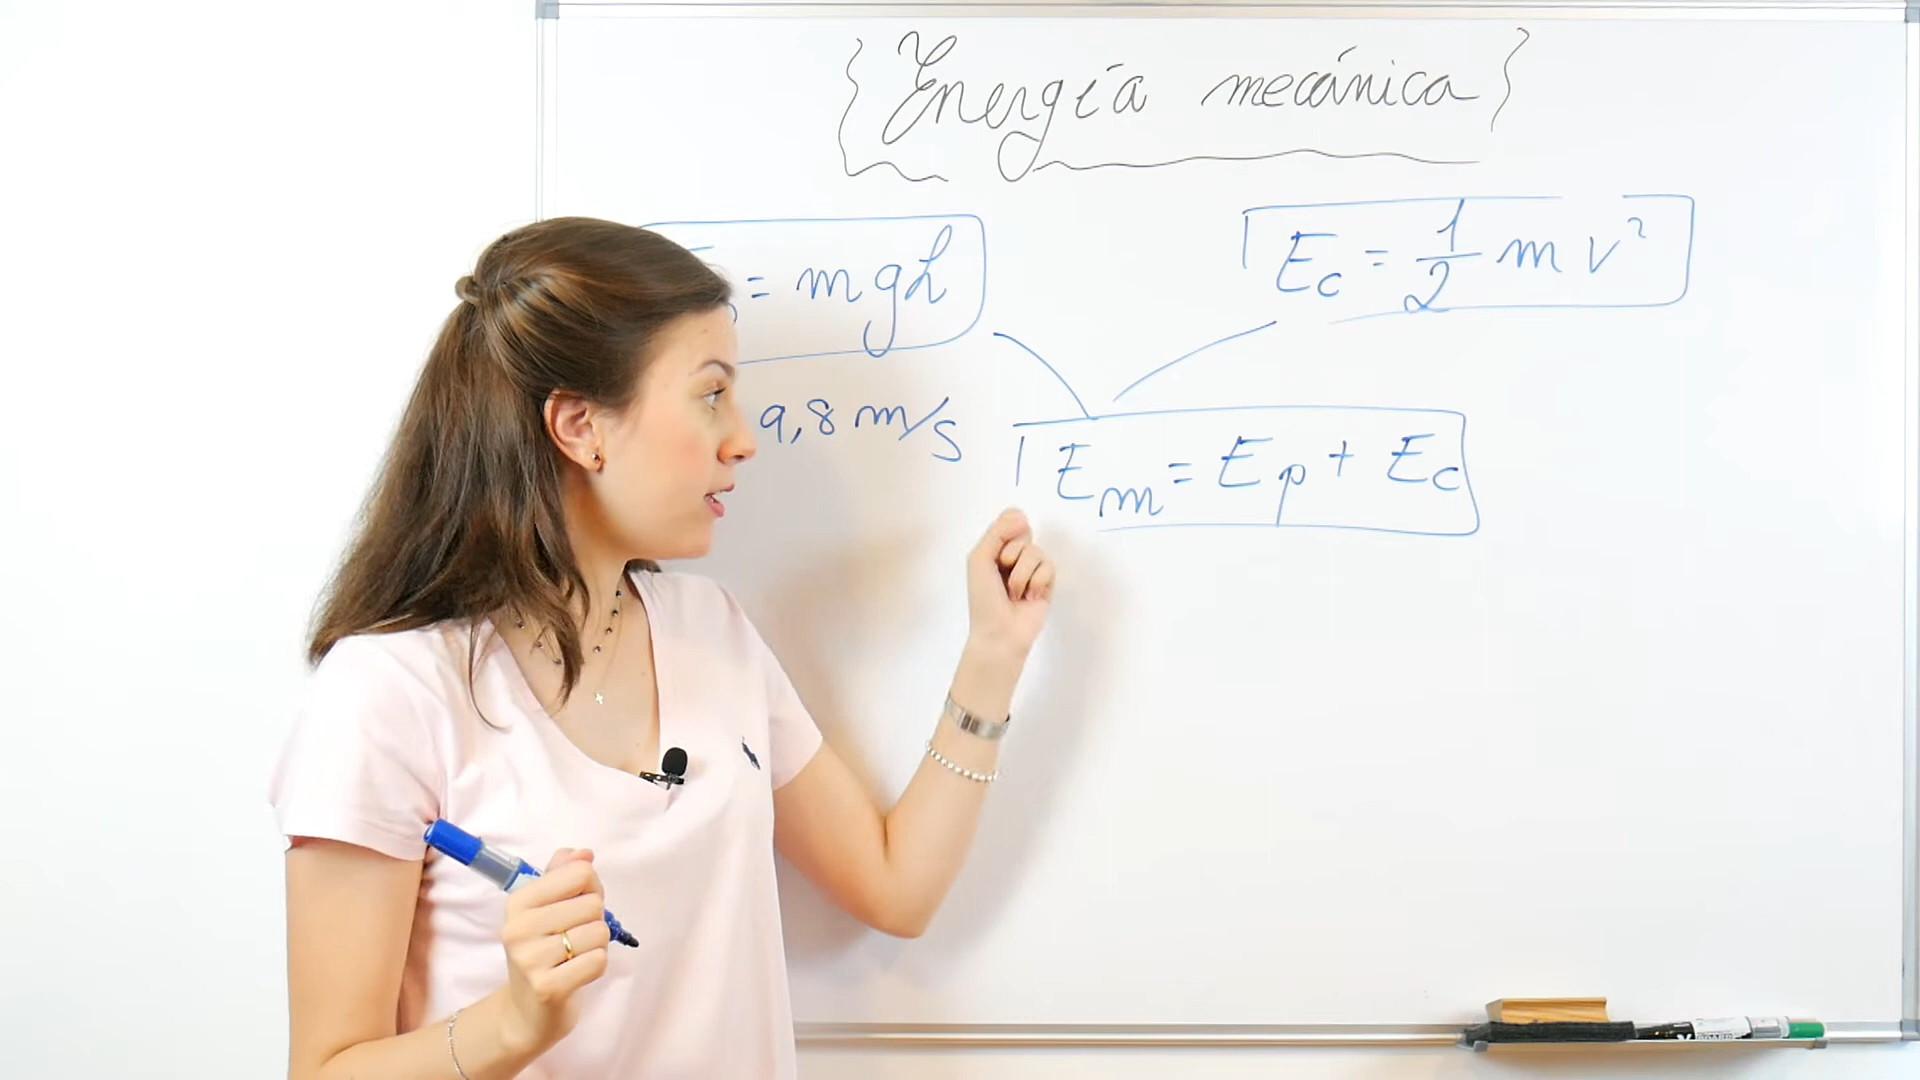 {Energía mecánica}
= mgh
Ec = 1/2 m v²
9,8 m/s
Em = Ep + Ec